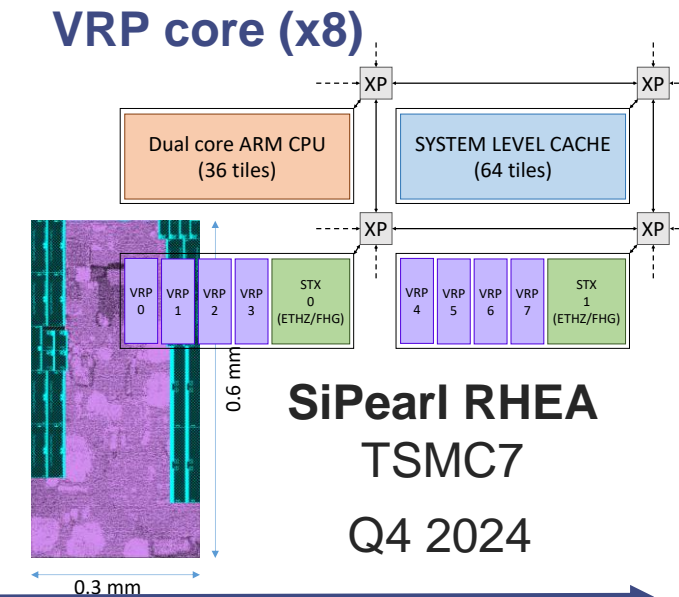 VRP core (x8)
XP
XP
Dual core ARM CPU
(36 tiles)
SYSTEM LEVEL CACHE
(64 tiles)
XP
XP
VRP
0
VRP
1
VRP
2
VRP
3
STX
0
(ETHZ/FHG)
VRP
4
VRP
5
VRP
6
VRP
7
STX
1
(ETHZ/FHG)
0.6 mm
SiPearl RHEA
TSMC7
Q4 2024
0.3 mm